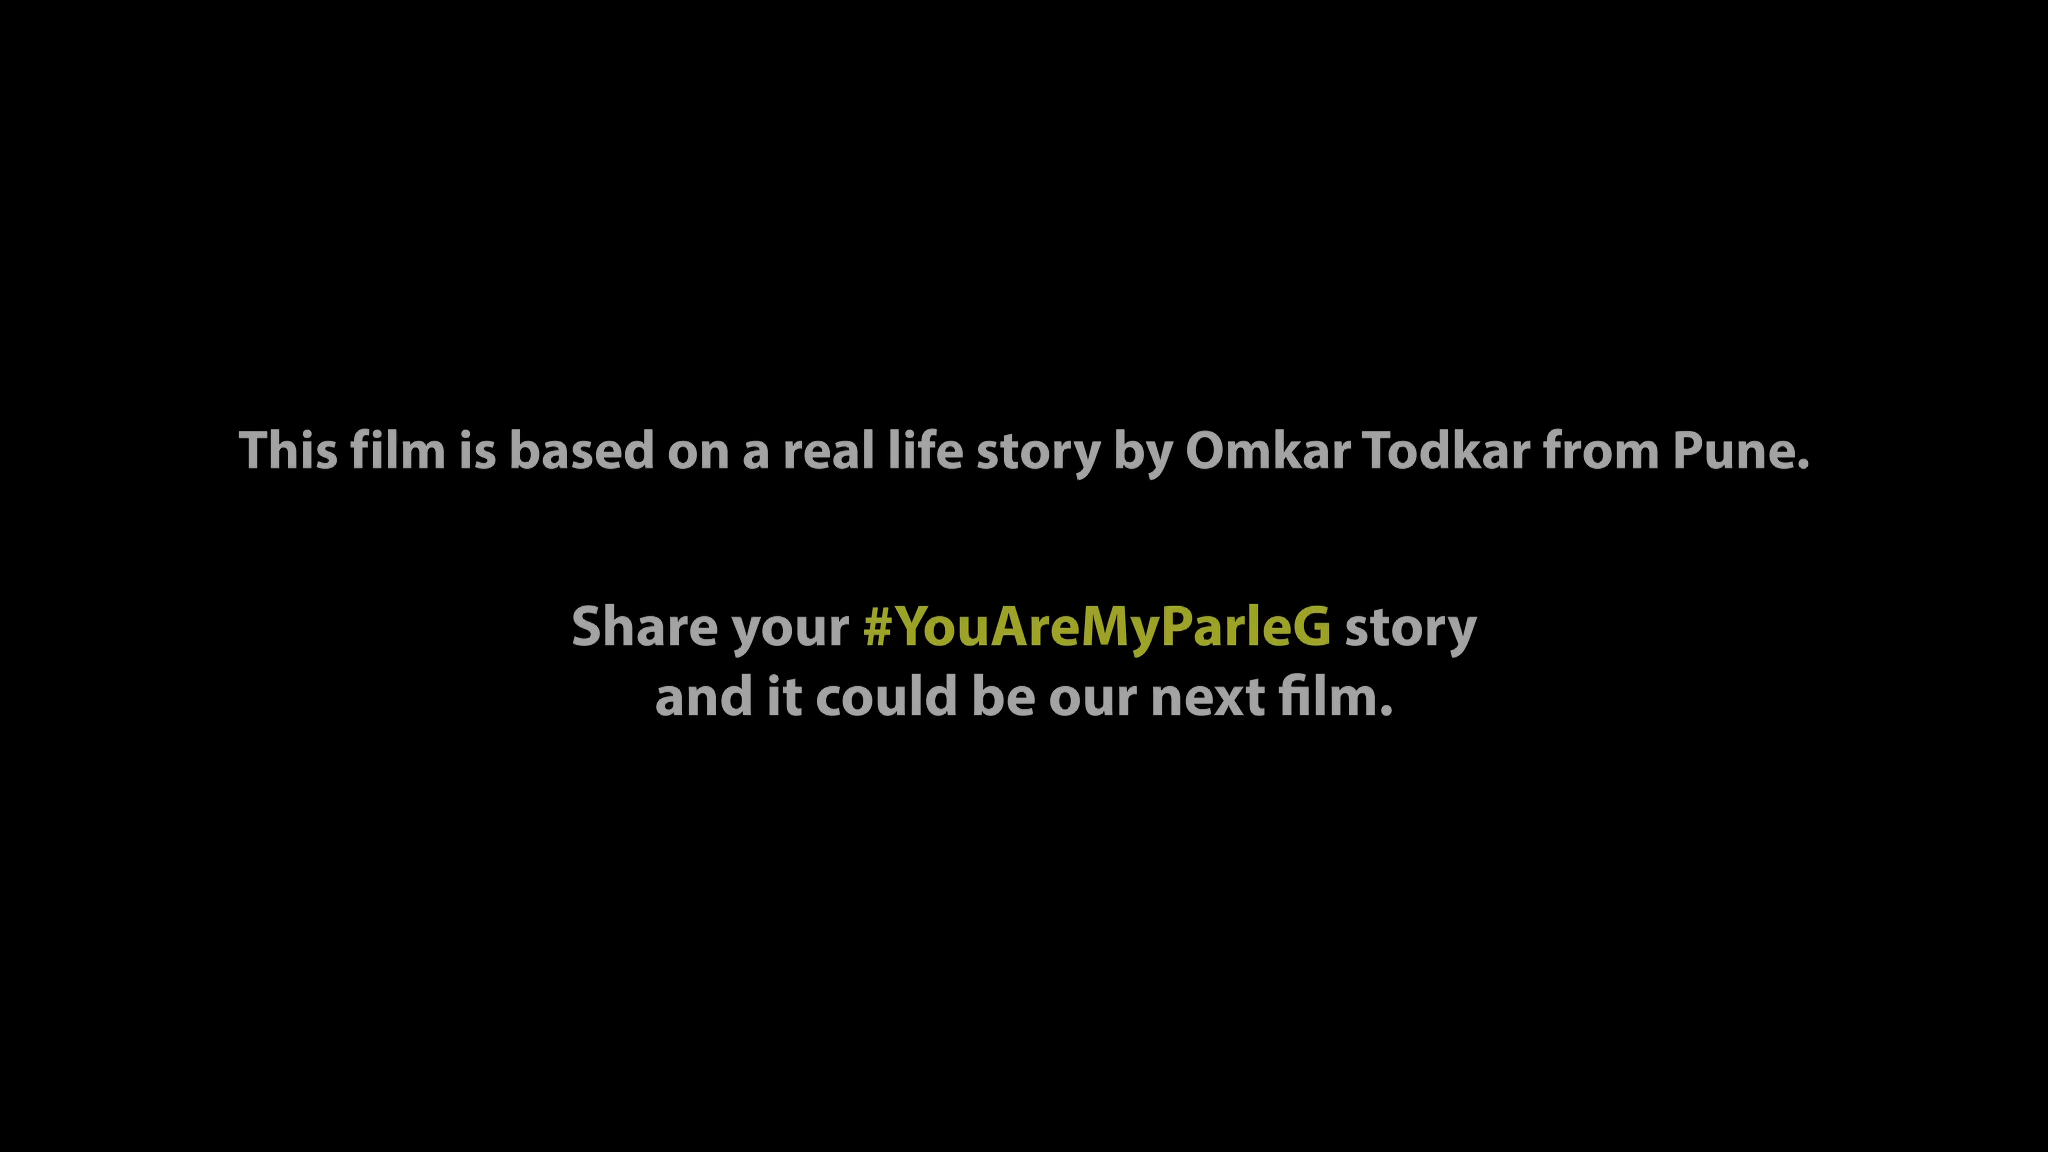 This film is based on a real life story by Omkar Todkar from Pune.
Share your #YouAreMyParleG story
and it could be our next film.